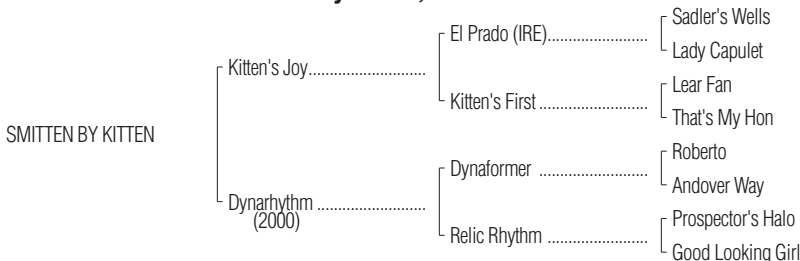 Sadler's Wells
El Prado (IRE)
Lady Capulet
Kitten's Joy
Lear Fan
Kitten's First
That's My Hon
SMITTEN BY KITTEN
Roberto
Dynaformer
Andover Way
Dynarhythm
(2000)
Prospector's Halo
Relic Rhythm
Good Looking Girl